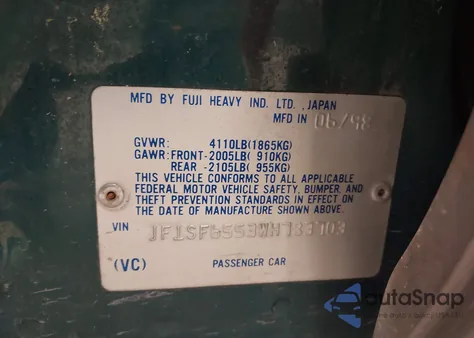 MFD BY FUJI HEAVY IND. LTD., JAPAN
MFD IN 06/98
GVWR: 4110LB(1865KG)
GAWR: FRONT-2005LB( 910KG)
REAR -2105LB( 955KG)
THIS VEHICLE CONFORMS TO ALL APPLICABLE
FEDERAL MOTOR VEHICLE SAFETY, BUMPER, AND
THEFT PREVENTION STANDARDS IN EFFECT ON
THE DATE OF MANUFACTURE SHOWN ABOVE.
VIN
(VC) PASSENGER CAR
autaSnap